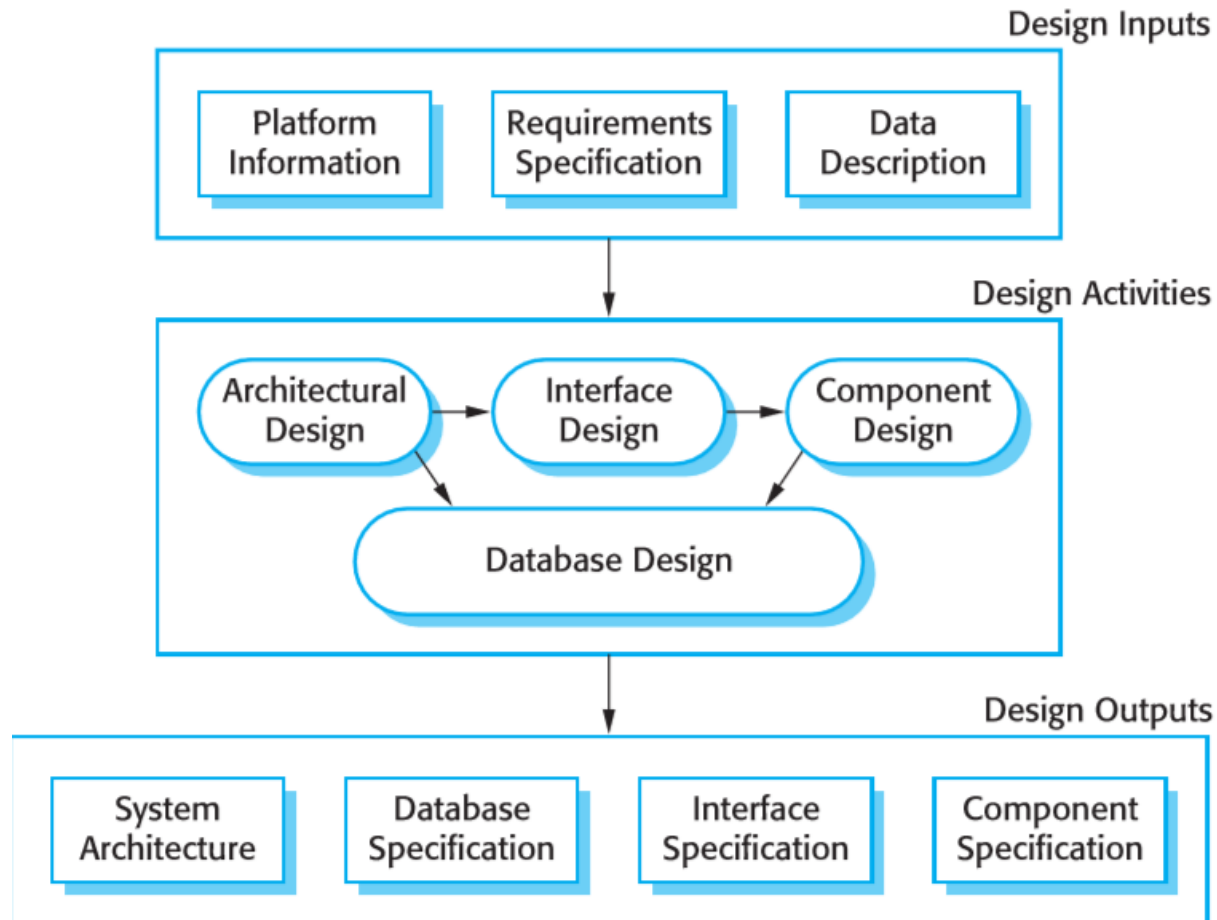 Design Inputs
Platform
Information
Requirements
Specification
Data
Description
Design Activities
Architectural
Design
Interface
Design
Component
Design
Database Design
Design Outputs
System
Architecture
Database
Specification
Interface
Specification
Component
Specification